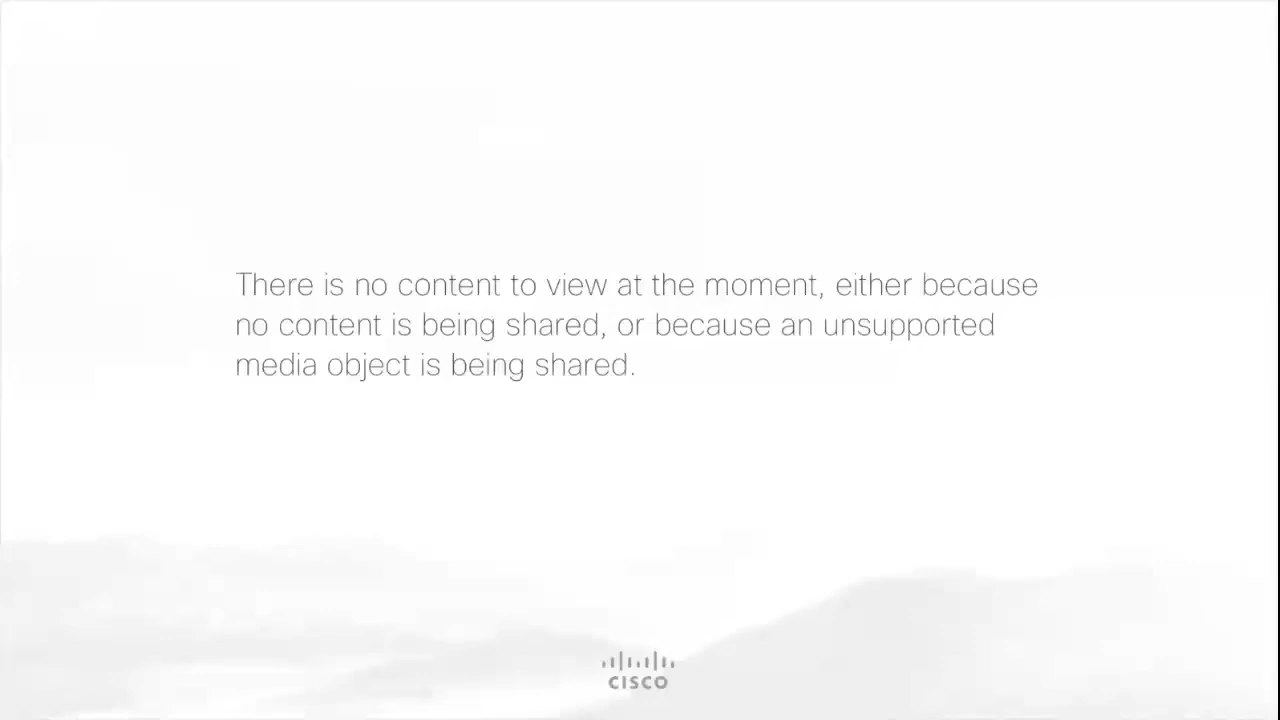 There is no content to view at the moment, either because
no content is being shared, or because an unsupported
media object is being shared.
CISCO